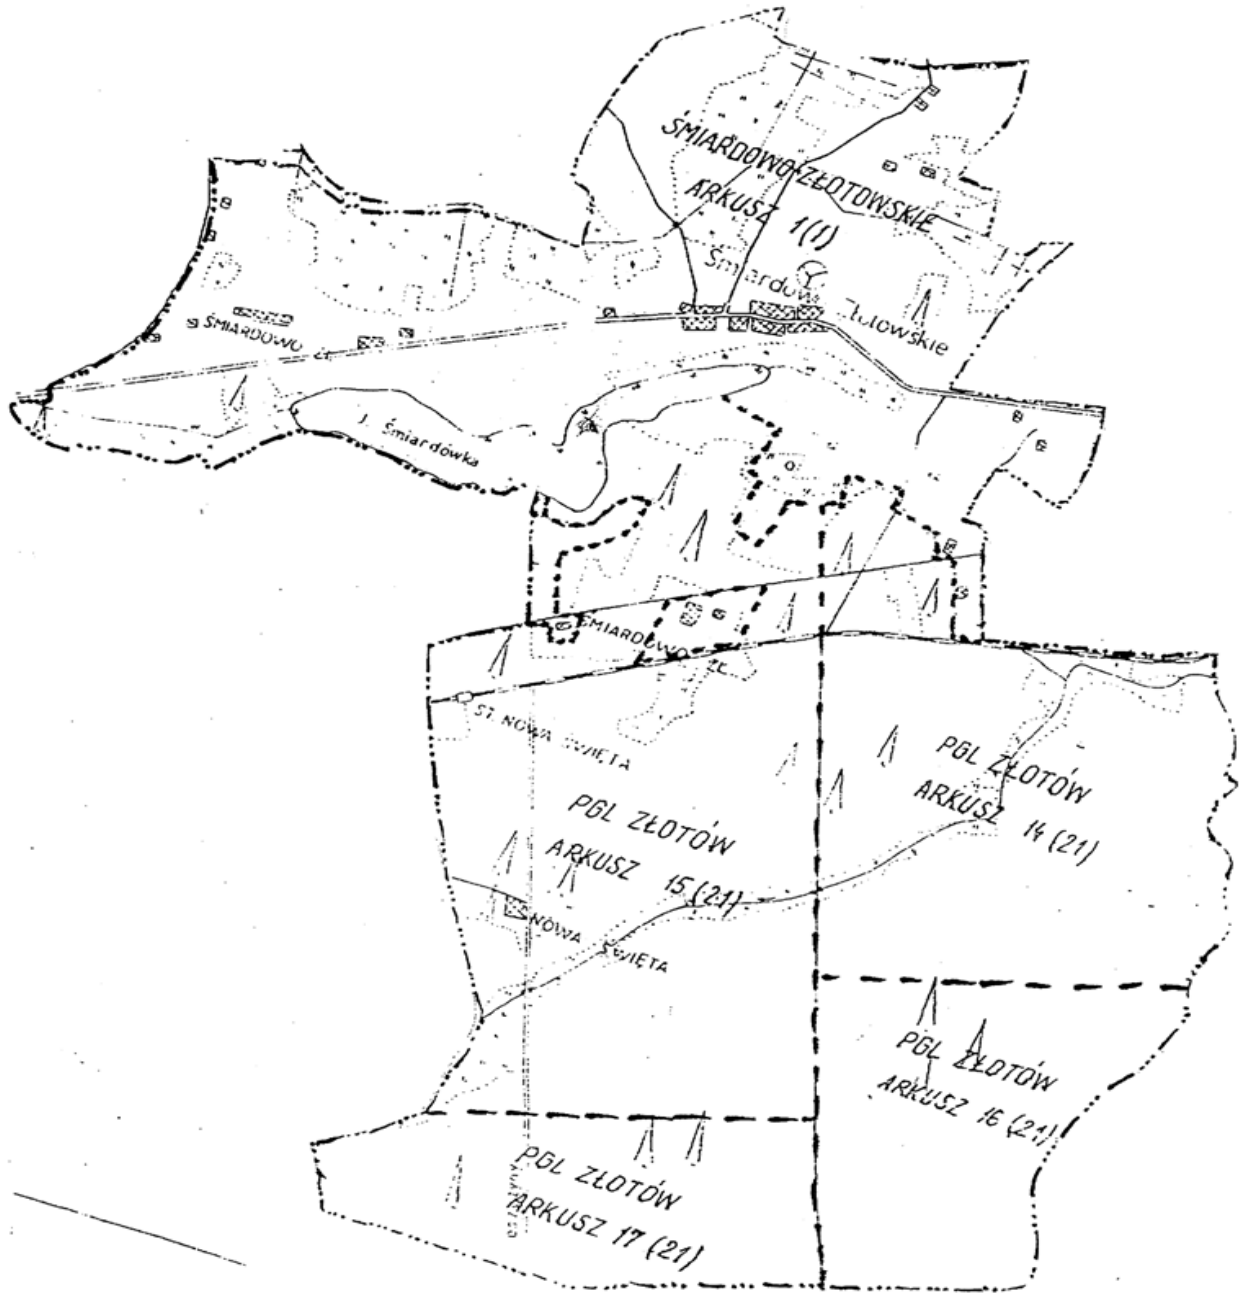 ŚMIARDOWO-ZŁOTOWSKIE
ARKUSZ 1(1)
Śmiardowo Złotowskie
ŚMIARDOWO ZŁ.
J. Śmiardówka
ŚMIARDOWO ZŁ.
ST. NOWA ŚWIĘTA
PGL ZŁOTÓW
ARKUSZ 14 (21)
PGL ZŁOTÓW
ARKUSZ 15 (21)
NOWA ŚWIĘTA
PGL ZŁOTÓW
ARKUSZ 16 (21)
PGL ZŁOTÓW
ARKUSZ 17 (21)